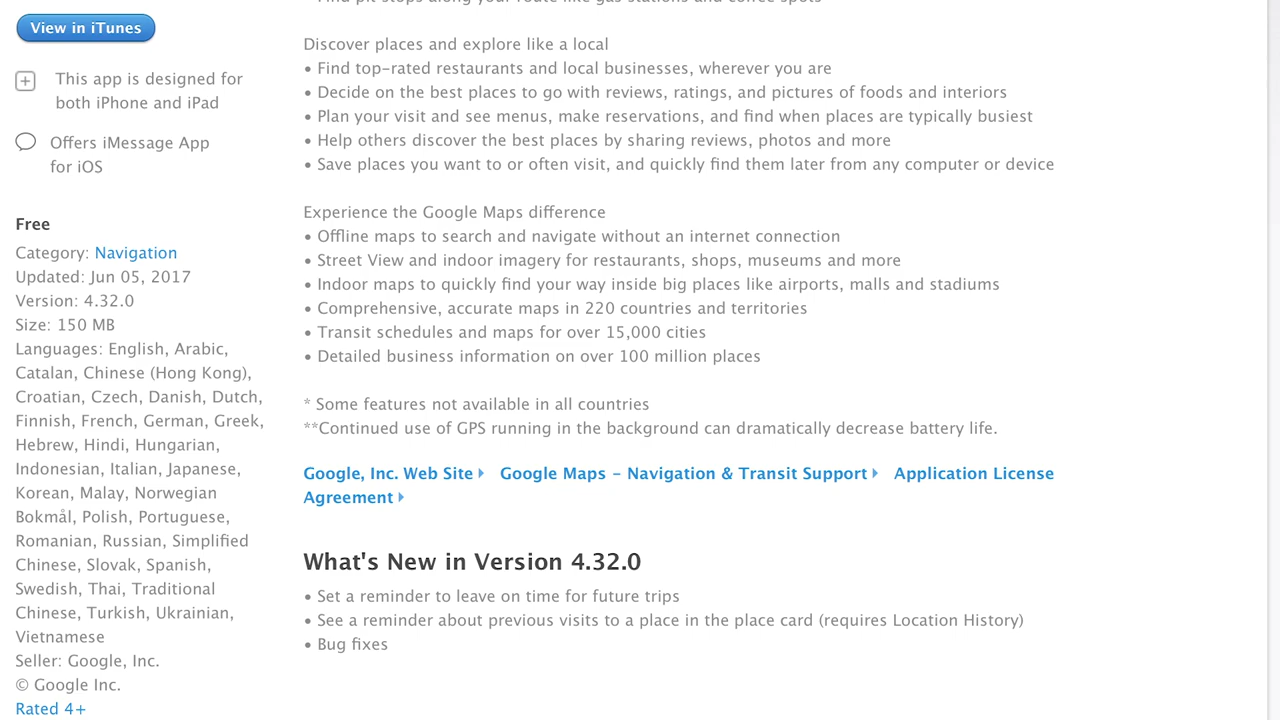 View in iTunes
This app is designed for
both iPhone and iPad
Offers iMessage App
for iOS
Free
Category: Navigation
Updated: Jun 05, 2017
Version: 4.32.0
Size: 150 MB
Languages: English, Arabic,
Catalan, Chinese (Hong Kong),
Croatian, Czech, Danish, Dutch,
Finnish, French, German, Greek,
Hebrew, Hindi, Hungarian,
Indonesian, Italian, Japanese,
Korean, Malay, Norwegian
Bokmål, Polish, Portuguese,
Romanian, Russian, Simplified
Chinese, Slovak, Spanish,
Swedish, Thai, Traditional
Chinese, Turkish, Ukrainian,
Vietnamese
Seller: Google, Inc.
© Google Inc.
Rated 4+
• Find pit stops along your route like gas stations and coffee spots
Discover places and explore like a local
• Find top-rated restaurants and local businesses, wherever you are
• Decide on the best places to go with reviews, ratings, and pictures of foods and interiors
• Plan your visit and see menus, make reservations, and find when places are typically busiest
• Help others discover the best places by sharing reviews, photos and more
• Save places you want to or often visit, and quickly find them later from any computer or device
Experience the Google Maps difference
• Offline maps to search and navigate without an internet connection
• Street View and indoor imagery for restaurants, shops, museums and more
• Indoor maps to quickly find your way inside big places like airports, malls and stadiums
• Comprehensive, accurate maps in 220 countries and territories
• Transit schedules and maps for over 15,000 cities
• Detailed business information on over 100 million places
* Some features not available in all countries
**Continued use of GPS running in the background can dramatically decrease battery life.
Google, Inc. Web Site Google Maps - Navigation & Transit Support Application License
Agreement
What's New in Version 4.32.0
• Set a reminder to leave on time for future trips
• See a reminder about previous visits to a place in the place card (requires Location History)
• Bug fixes